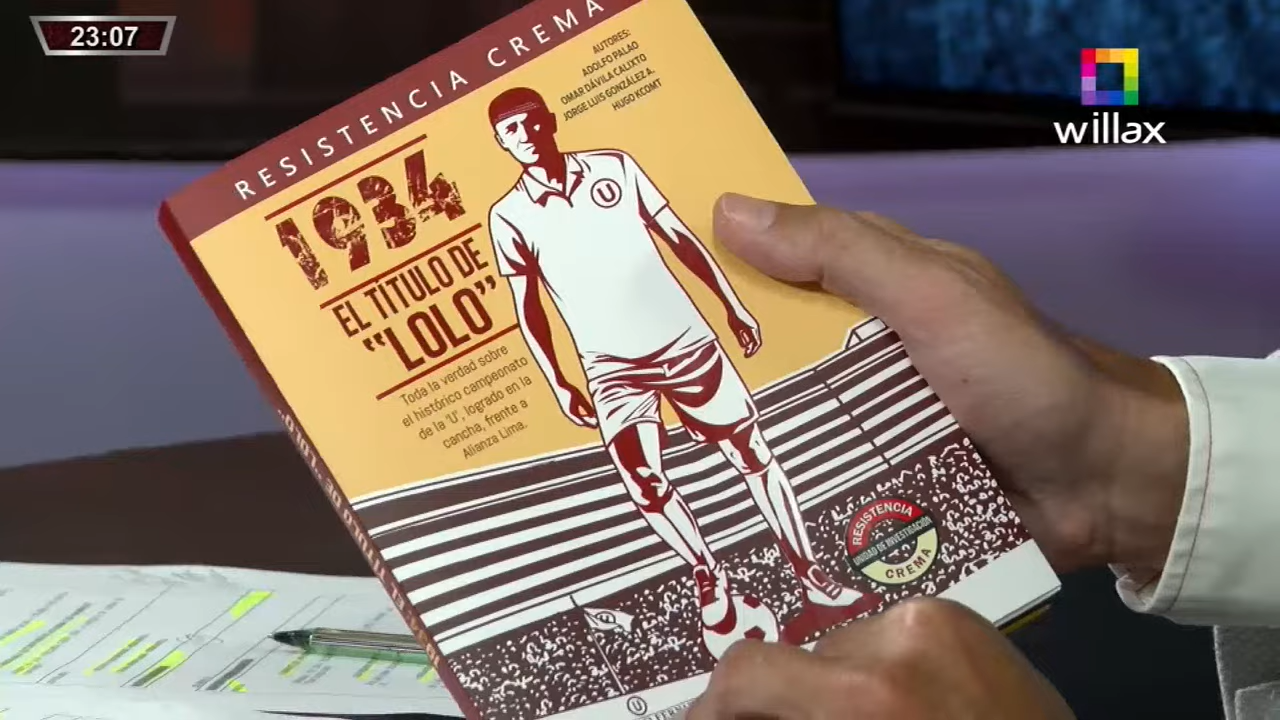 23:07
willax
RESISTENCIA CREMA
AUTORES:
ADOLFO PALAO
OMAR DÁVILA CALIXTO
JORGE LUIS GONZÁLEZ A.
HUGO KCOMT
1934
EL TÍTULO DE
"LOLO"
Toda la verdad sobre
el histórico campeonato
de la 'U', logrado en la
cancha, frente a
Alianza Lima.
U
RESISTENCIA
UNIDAD DE INVESTIGACIÓN
CREMA
U